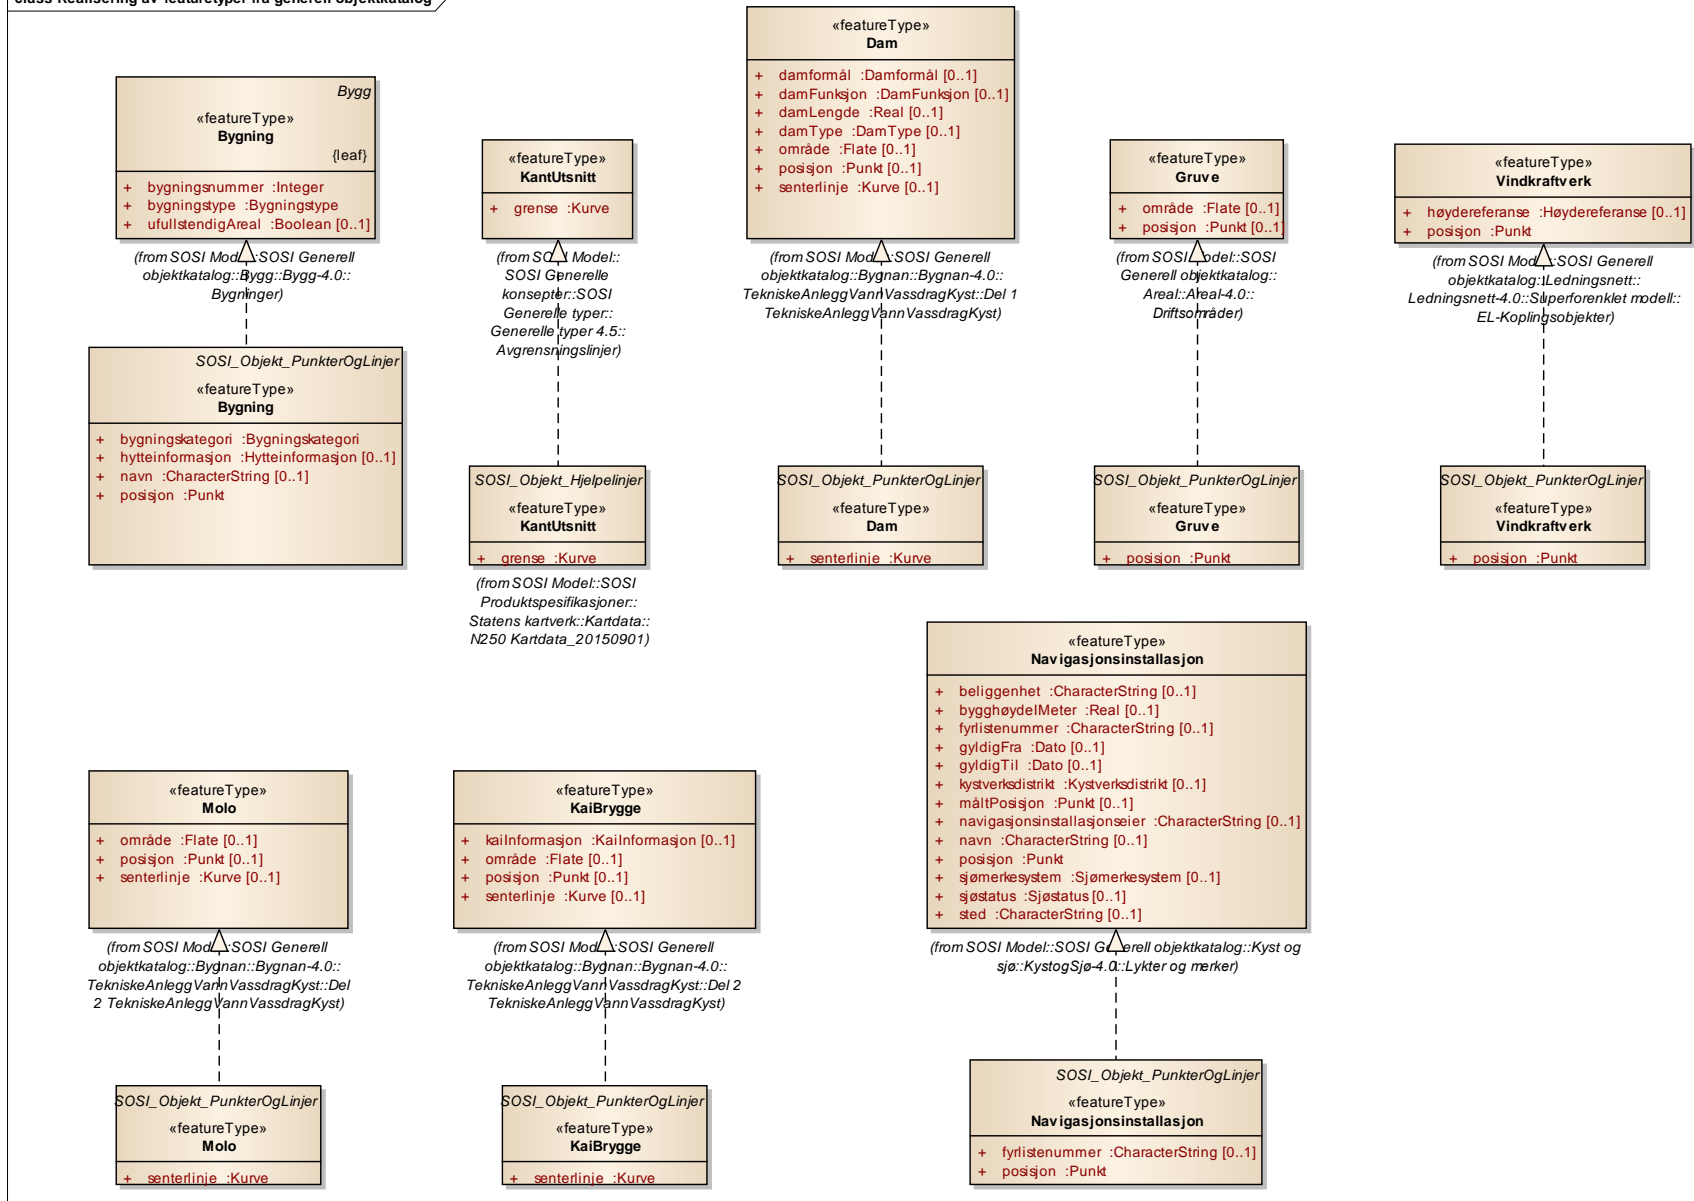 class Realisering av featuretyper fra generell objektkatalog
Bygg
«featureType»
Bygning
{leaf}
+ bygningsnummer :Integer
+ bygningstype :Bygningstype
+ ufullstendigAreal :Boolean [0..1]
(from SOSI Model::SOSI Generell
objektkatalog::Bygg::Bygg-4.0::
Bygninger)
SOSI_Objekt_PunkterOgLinjer
«featureType»
Bygning
+ bygningskategori :Bygningskategori
+ hytteinformasjon :Hytteinformasjon [0..1]
+ navn :CharacterString [0..1]
+ posisjon :Punkt
«featureType»
KantUtsnitt
+ grense :Kurve
(from SOSI Model::
SOSI Generelle
konsepter::SOSI
Generelle typer::
Generelle typer 4.5::
Avgrensningslinjer)
SOSI_Objekt_Hjelpelinjer
«featureType»
KantUtsnitt
+ grense :Kurve
(from SOSI Model::SOSI
Produktspesifikasjoner::
Statens kartverk::Kartdata::
N250 Kartdata_20150901)
«featureType»
Dam
+ damformål :Damformål [0..1]
+ damFunksjon :DamFunksjon [0..1]
+ damLengde :Real [0..1]
+ damType :DamType [0..1]
+ område :Flate [0..1]
+ posisjon :Punkt [0..1]
+ senterlinje :Kurve [0..1]
(from SOSI Model::SOSI Generell
objektkatalog::Bygnan::Bygnan-4.0::
TekniskeAnleggVannVassdragKyst::Del 1
TekniskeAnleggVannVassdragKyst)
SOSI_Objekt_PunkterOgLinjer
«featureType»
Dam
+ senterlinje :Kurve
«featureType»
Gruve
+ område :Flate [0..1]
+ posisjon :Punkt [0..1]
(from SOSI Model::SOSI
Generell objektkatalog::
Areal::Areal-4.0::
Driftsområder)
SOSI_Objekt_PunkterOgLinjer
«featureType»
Gruve
+ posisjon :Punkt
«featureType»
Vindkraftverk
+ høydereferanse :Høydereferanse [0..1]
+ posisjon :Punkt
(from SOSI Model::SOSI Generell
objektkatalog::Ledningsnett::
Ledningsnett-4.0::Superforenklet modell::
EL-Koplingsobjekter)
SOSI_Objekt_PunkterOgLinjer
«featureType»
Vindkraftverk
+ posisjon :Punkt
«featureType»
Molo
+ område :Flate [0..1]
+ posisjon :Punkt [0..1]
+ senterlinje :Kurve [0..1]
(from SOSI Model::SOSI Generell
objektkatalog::Bygnan::Bygnan-4.0::
TekniskeAnleggVannVassdragKyst::Del
2 TekniskeAnleggVannVassdragKyst)
SOSI_Objekt_PunkterOgLinjer
«featureType»
Molo
+ senterlinje :Kurve
«featureType»
KaiBrygge
+ kaiInformasjon :KaiInformasjon [0..1]
+ område :Flate [0..1]
+ posisjon :Punkt [0..1]
+ senterlinje :Kurve [0..1]
(from SOSI Model::SOSI Generell
objektkatalog::Bygnan::Bygnan-4.0::
TekniskeAnleggVannVassdragKyst::Del 2
TekniskeAnleggVannVassdragKyst)
SOSI_Objekt_PunkterOgLinjer
«featureType»
KaiBrygge
+ senterlinje :Kurve
«featureType»
Navigasjonsinstallasjon
+ beliggenhet :CharacterString [0..1]
+ bygghøydeIMeter :Real [0..1]
+ fyrlistenummer :CharacterString [0..1]
+ gyldigFra :Dato [0..1]
+ gyldigTil :Dato [0..1]
+ kystverksdistrikt :Kystverksdistrikt [0..1]
+ måltPosisjon :Punkt [0..1]
+ navigasjonsinstallasjonseier :CharacterString [0..1]
+ navn :CharacterString [0..1]
+ posisjon :Punkt
+ sjømerkesystem :Sjømerkesystem [0..1]
+ sjøstatus :Sjøstatus [0..1]
+ sted :CharacterString [0..1]
(from SOSI Model::SOSI Generell objektkatalog::Kyst og
sjø::KystogSjø-4.0::Lykter og merker)
SOSI_Objekt_PunkterOgLinjer
«featureType»
Navigasjonsinstallasjon
+ fyrlistenummer :CharacterString [0..1]
+ posisjon :Punkt